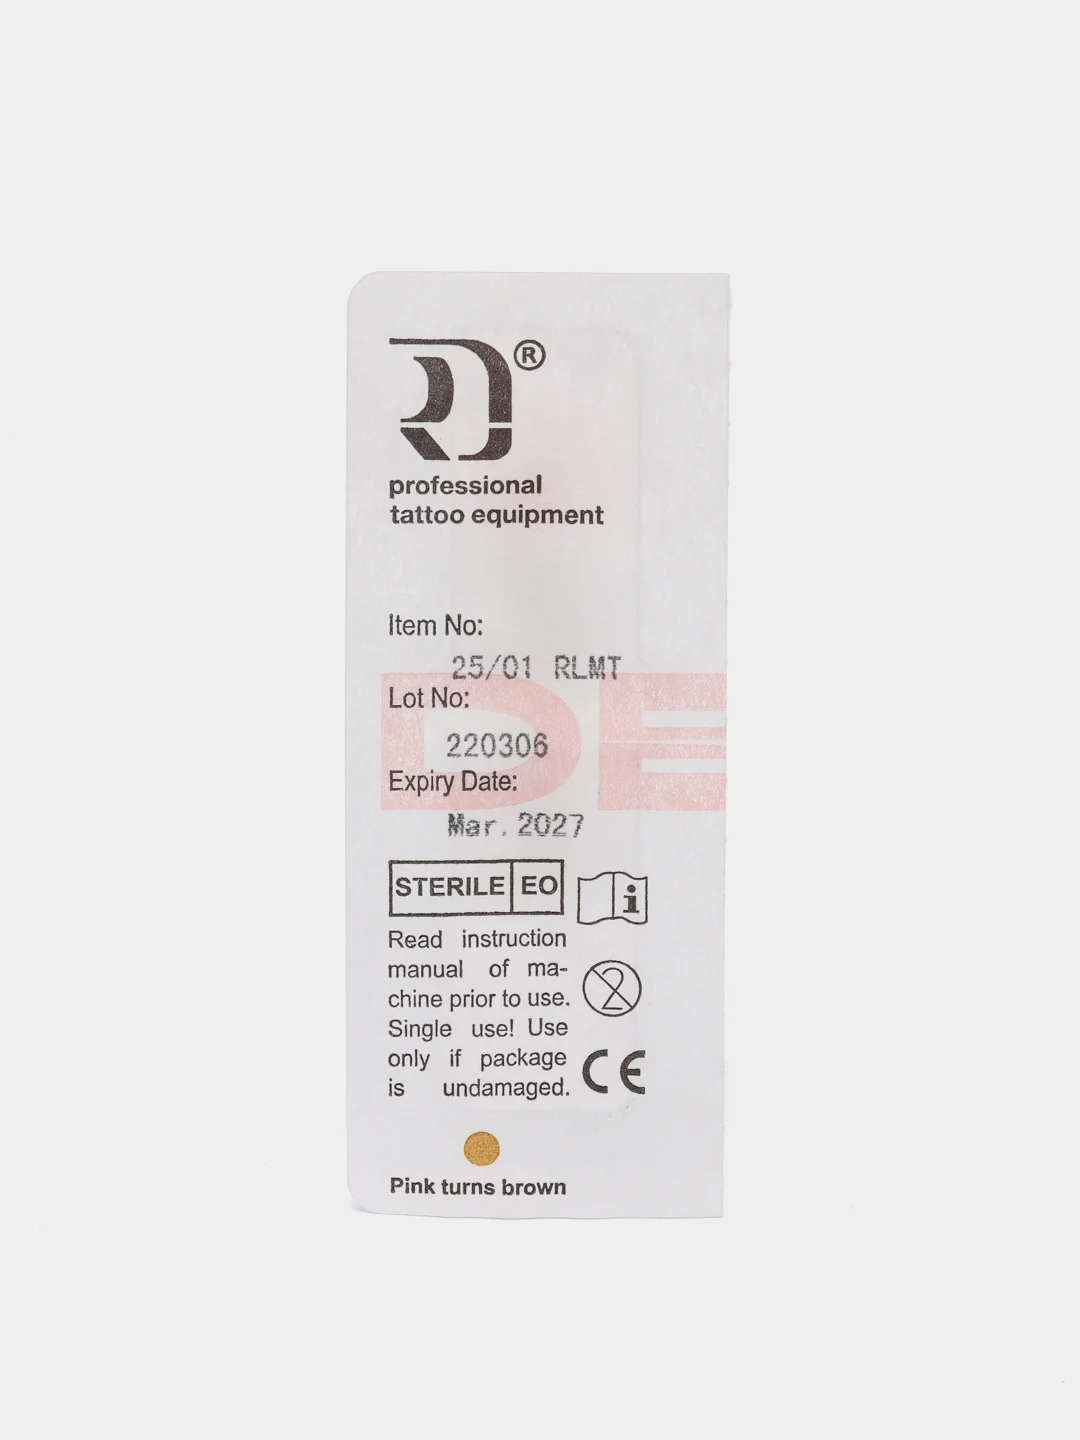 RD®
professional
tattoo equipment
Item No:
25/01 RLMT
Lot No:
220306
Expiry Date:
Mar. 2027
DE
STERILE EO
i
Read instruction
manual of ma-
chine prior to use.
2
Single use! Use
only if package
is undamaged.
CE
Pink turns brown